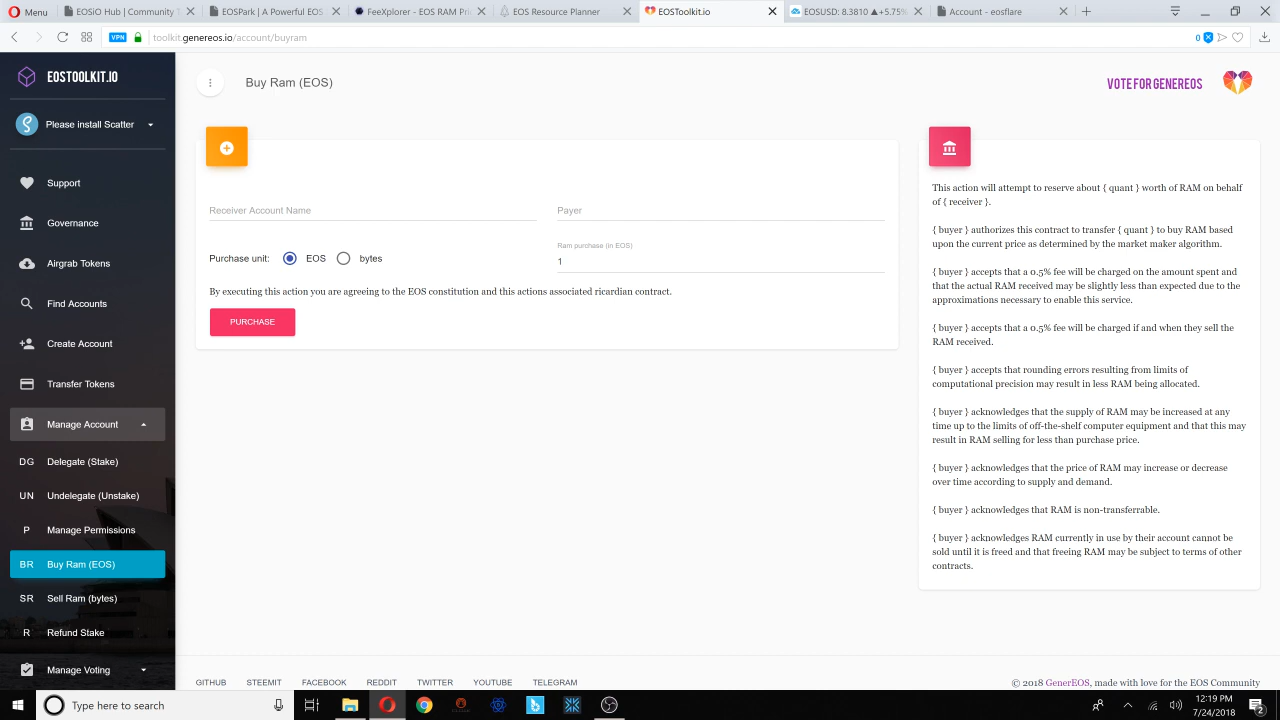 Menu
EOSIO Hub | Community
EOSPark | A beautiful EOS
FeeXplorer - EOS RAM Pri
EOS Resource Planner
EOSToolkit.io
EOSUSD: 8.3810 ▲+5.75%
Account - eosflare
VPN
toolkit.genereos.io/account/buyram
0
EOSTOOLKIT.IO
Please install Scatter
Support
Governance
Airgrab Tokens
Find Accounts
Create Account
Transfer Tokens
Manage Account
DG Delegate (Stake)
UN Undelegate (Unstake)
P Manage Permissions
BR Buy Ram (EOS)
SR Sell Ram (bytes)
R Refund Stake
Manage Voting
Buy Ram (EOS)
VOTE FOR GENEREOS
Receiver Account Name
Payer
Purchase unit: EOS bytes
Ram purchase (in EOS)
1
By executing this action you are agreeing to the EOS constitution and this actions associated ricardian contract.
PURCHASE
This action will attempt to reserve about { quant } worth of RAM on behalf
of { receiver }.
{ buyer } authorizes this contract to transfer { quant } to buy RAM based
upon the current price as determined by the market maker algorithm.
{ buyer } accepts that a 0.5% fee will be charged on the amount spent and
that the actual RAM received may be slightly less than expected due to the
approximations necessary to enable this service.
{ buyer } accepts that a 0.5% fee will be charged if and when they sell the
RAM received.
{ buyer } accepts that rounding errors resulting from limits of
computational precision may result in less RAM being allocated.
{ buyer } acknowledges that the supply of RAM may be increased at any
time up to the limits of off-the-shelf computer equipment and that this may
result in RAM selling for less than purchase price.
{ buyer } acknowledges that the price of RAM may increase or decrease
over time according to supply and demand.
{ buyer } acknowledges that RAM is non-transferrable.
{ buyer } acknowledges RAM currently in use by their account cannot be
sold until it is freed and that freeing RAM may be subject to terms of other
contracts.
GITHUB STEEMIT FACEBOOK REDDIT TWITTER YOUTUBE TELEGRAM
© 2018 GenerEOS, made with love for the EOS Community
Type here to search
12:19 PM
7/24/2018
2